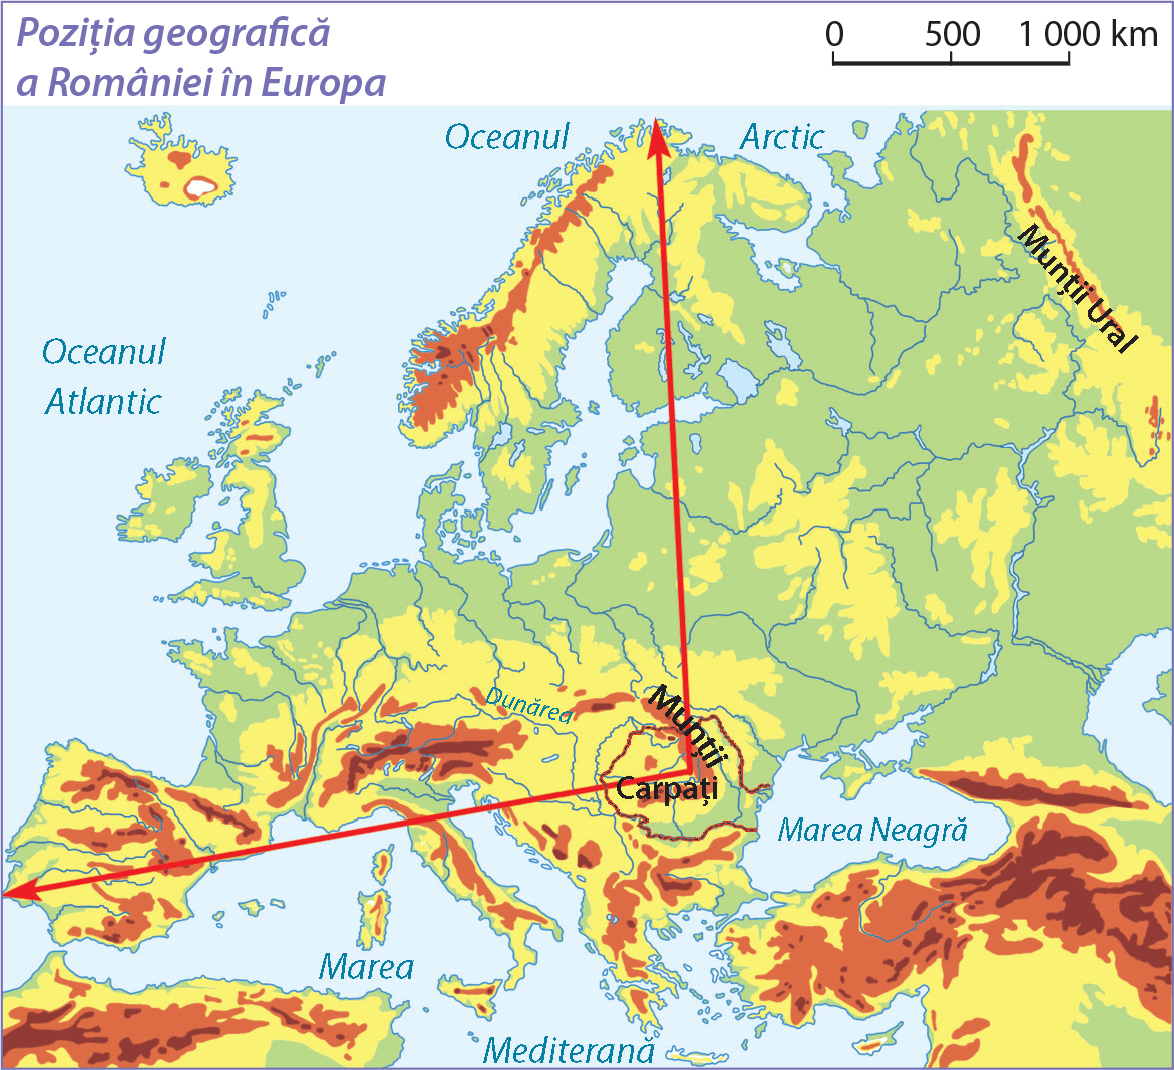 Poziția geografică
a României în Europa
0 500 1 000 km
Oceanul Arctic
Munții Ural
Oceanul
Atlantic
Dunărea
Munții
Carpați
Marea Neagră
Marea
Mediterană